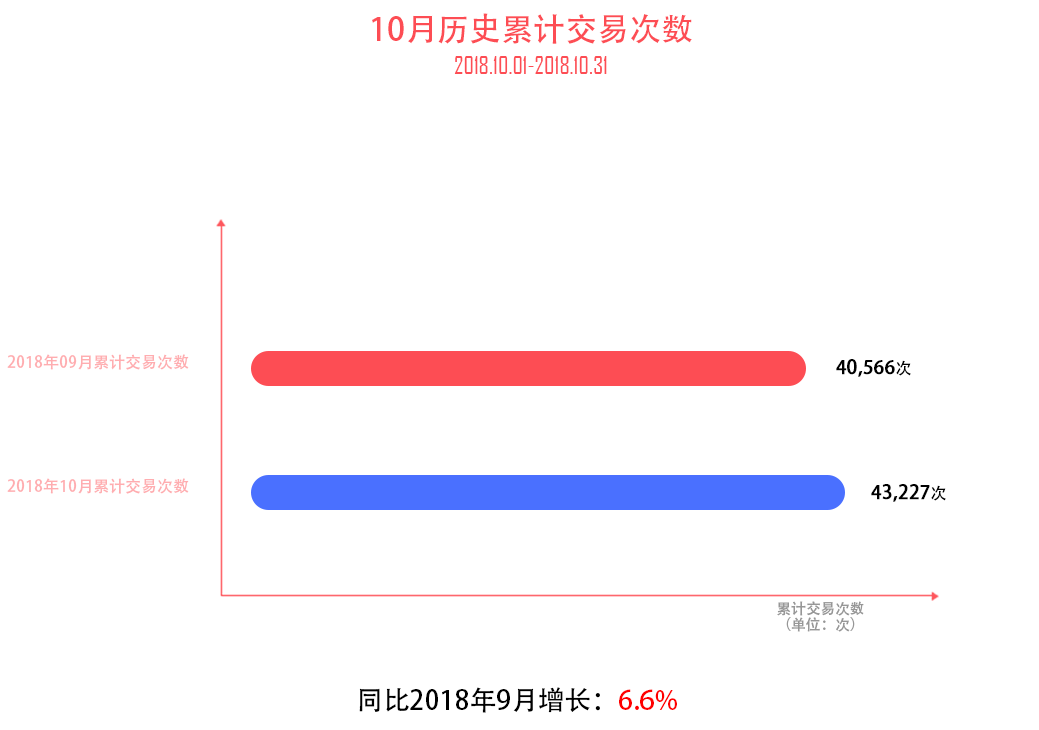 10月历史累计交易次数
2018.10.01-2018.10.31
2018年09月累计交易次数
40,566次
2018年10月累计交易次数
43,227次
累计交易次数
（单位：次）
同比2018年9月增长：6.6%